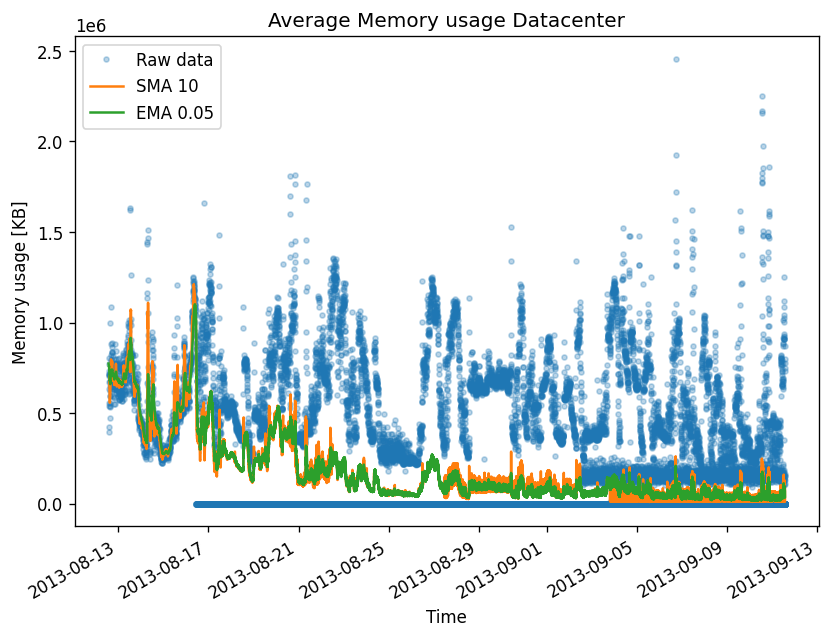 Average Memory usage Datacenter
1e6
Raw data
SMA 10
EMA 0.05
2.5
2.0
1.5
1.0
0.5
0.0
Memory usage [KB]
2013-08-13
2013-08-17
2013-08-21
2013-08-25
2013-08-29
2013-09-01
2013-09-05
2013-09-09
2013-09-13
Time